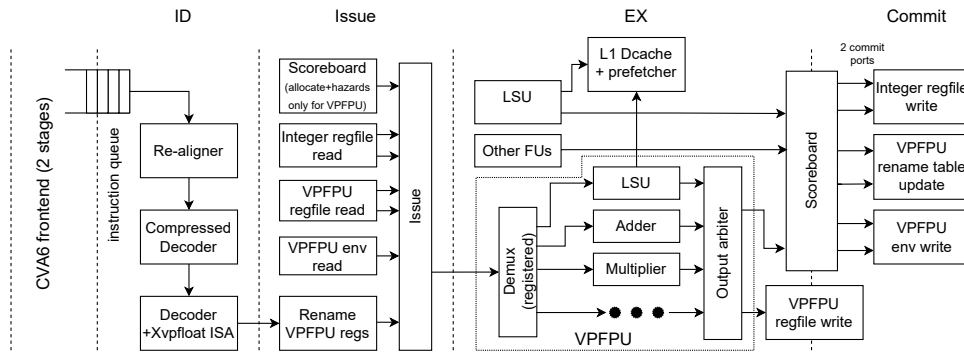 ID
Issue
EX
Commit
CVA6 frontend (2 stages)
instruction queue
Re-aligner
Compressed
Decoder
Decoder
+Xvpfloat ISA
Scoreboard
(allocate+hazards
only for VPFPU)
Integer regfile
read
VPFPU
regfile read
VPFPU env
read
Rename
VPFPU regs
Issue
LSU
L1 Dcache
+ prefetcher
Other FUs
Demux
(registered)
LSU
Adder
Multiplier
VPFPU
Output arbiter
Scoreboard
2 commit
ports
Integer regfile
write
VPFPU
rename table
update
VPFPU
env write
VPFPU
regfile write